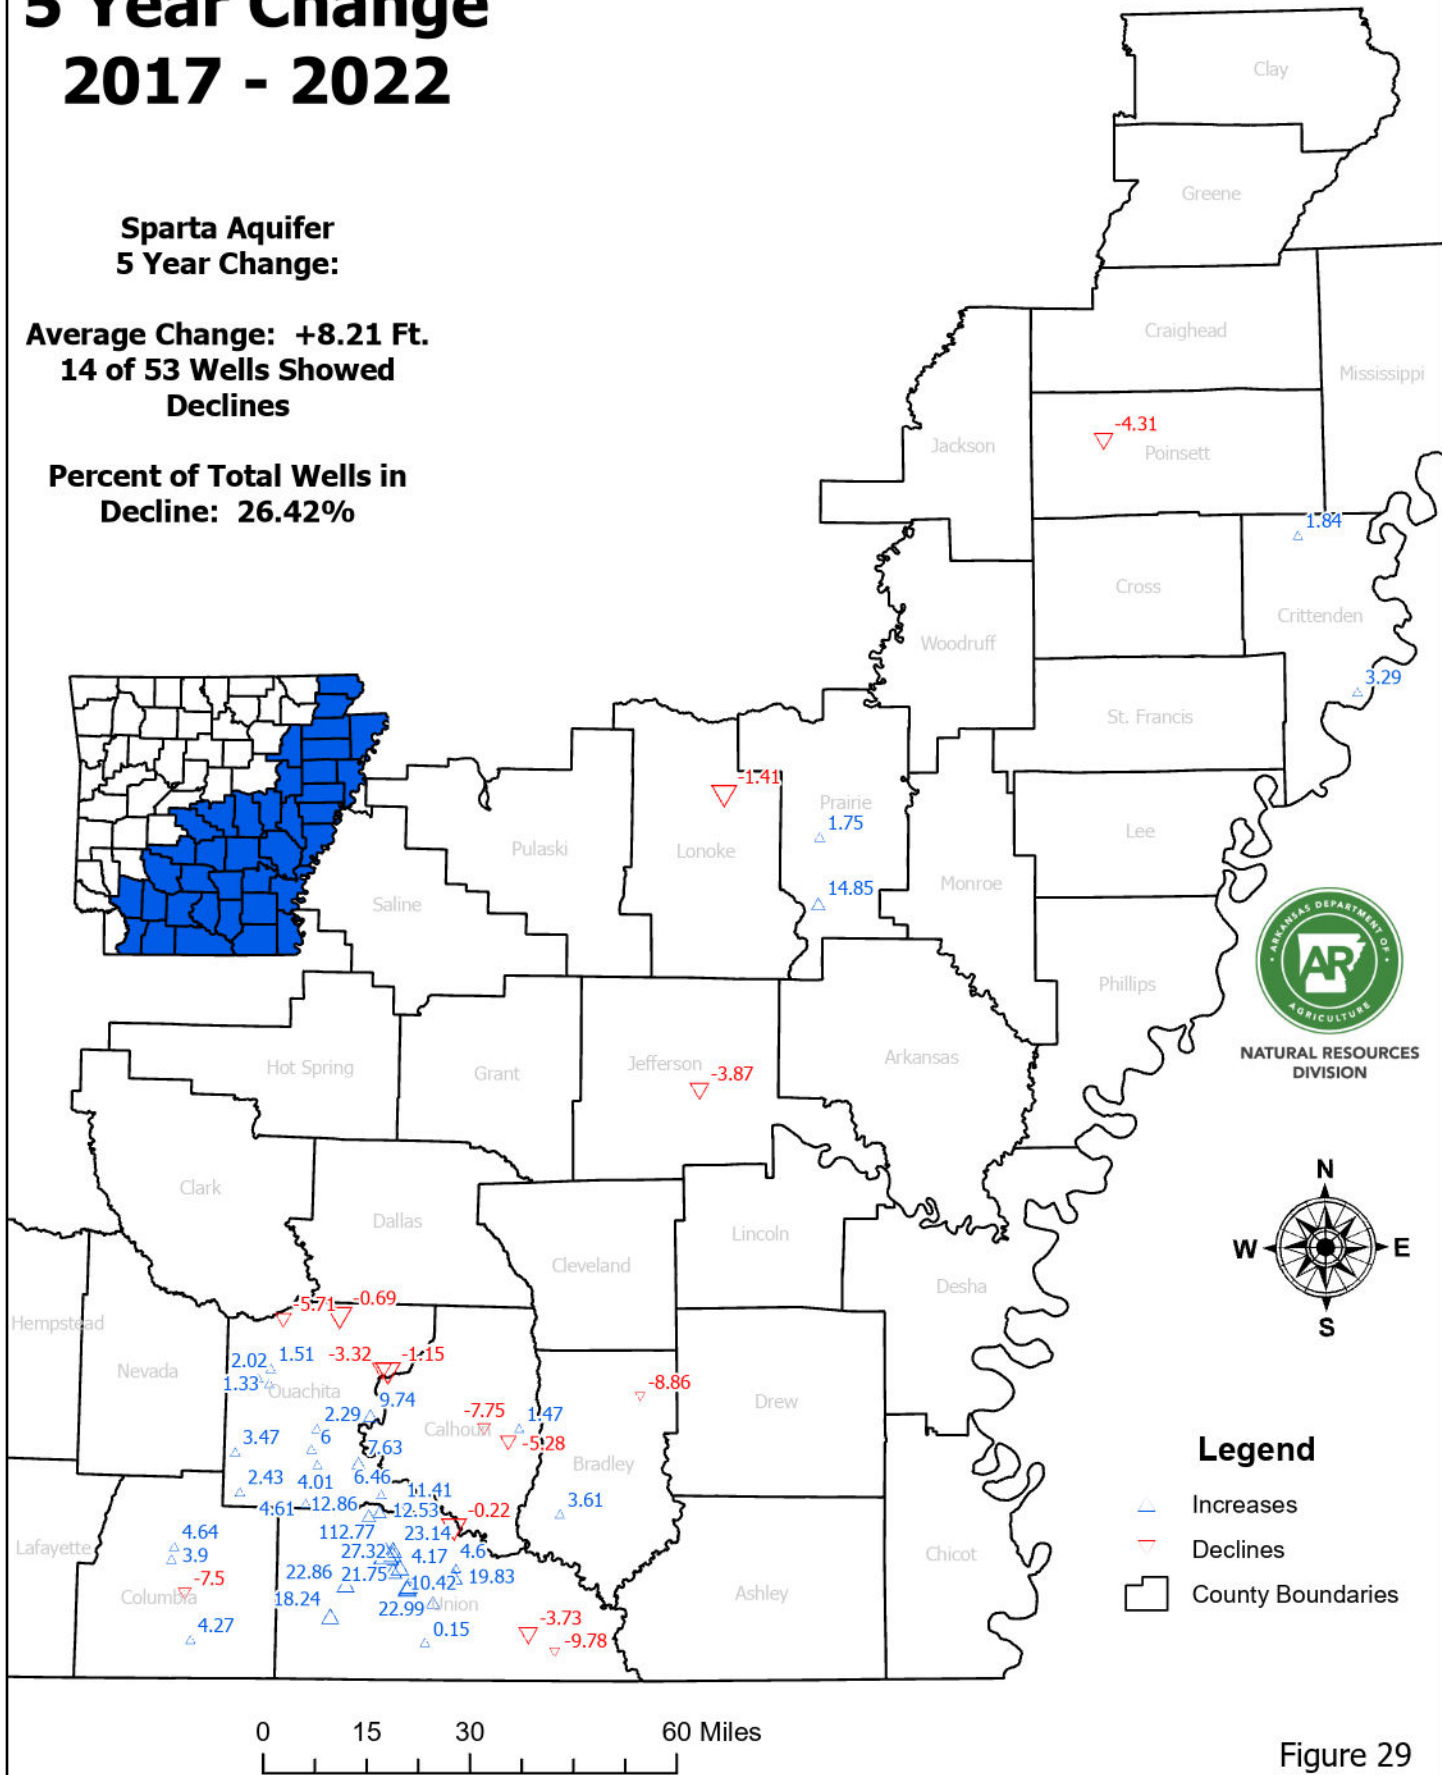 5 Year Change
2017 - 2022
Sparta Aquifer
5 Year Change:
Average Change: +8.21 Ft.
14 of 53 Wells Showed
Declines
Percent of Total Wells in
Decline: 26.42%
Clay
Greene
Craighead
Mississippi
Jackson
-4.31
Poinsett
1.84
Cross
Crittenden
Woodruff
3.29
St. Francis
-1.41
Prairie
1.75
Lee
Pulaski
Lonoke
14.85
Monroe
Saline
Phillips
ARKANSAS DEPARTMENT OF
AR
AGRICULTURE
NATURAL RESOURCES
DIVISION
Hot Spring
Grant
Jefferson
-3.87
Arkansas
Clark
Dallas
Lincoln
Cleveland
Desha
N
W
E
S
-5.71
-0.69
Hempstead
Nevada
2.02
1.51
-3.32
-1.15
1.33
Ouachita
-8.86
Drew
2.29
9.74
-7.75
1.47
6
Calhoun
-5.28
3.47
7.63
Bradley
2.43
4.01
6.46
4.61
12.86
11.41
12.53
-0.22
3.61
Lafayette
4.64
3.9
112.77
23.14
27.32
4.17
4.6
22.86
21.75
10.42
19.83
-7.5
Columbia
18.24
22.99
Union
4.27
0.15
-3.73
-9.78
Ashley
Chicot
Legend
Increases
Declines
County Boundaries
0 15 30 60 Miles
Figure 29